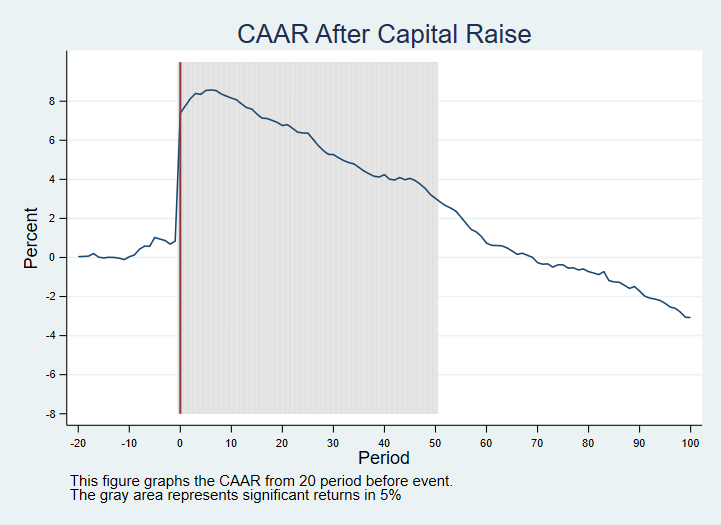 CAAR After Capital Raise
Percent
8
6
4
2
0
-2
-4
-6
-8
-20 -10 0 10 20 30 40 50 60 70 80 90 100
Period
This figure graphs the CAAR from 20 period before event.
The gray area represents significant returns in 5%